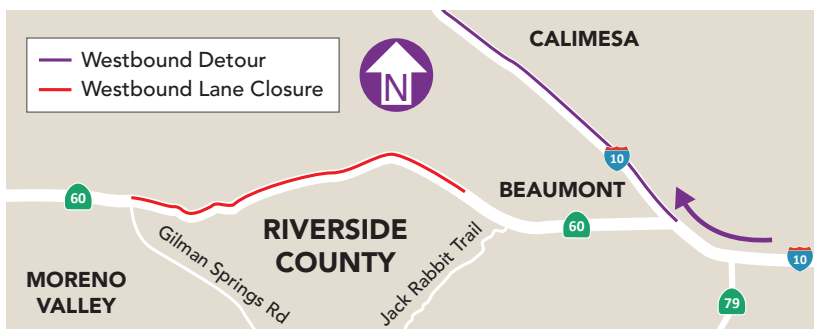 Westbound Detour
Westbound Lane Closure
N
CALIMESA
10
BEAUMONT
60
RIVERSIDE
COUNTY
60
Gilman Springs Rd
Jack Rabbit Trail
10
MORENO
VALLEY
79